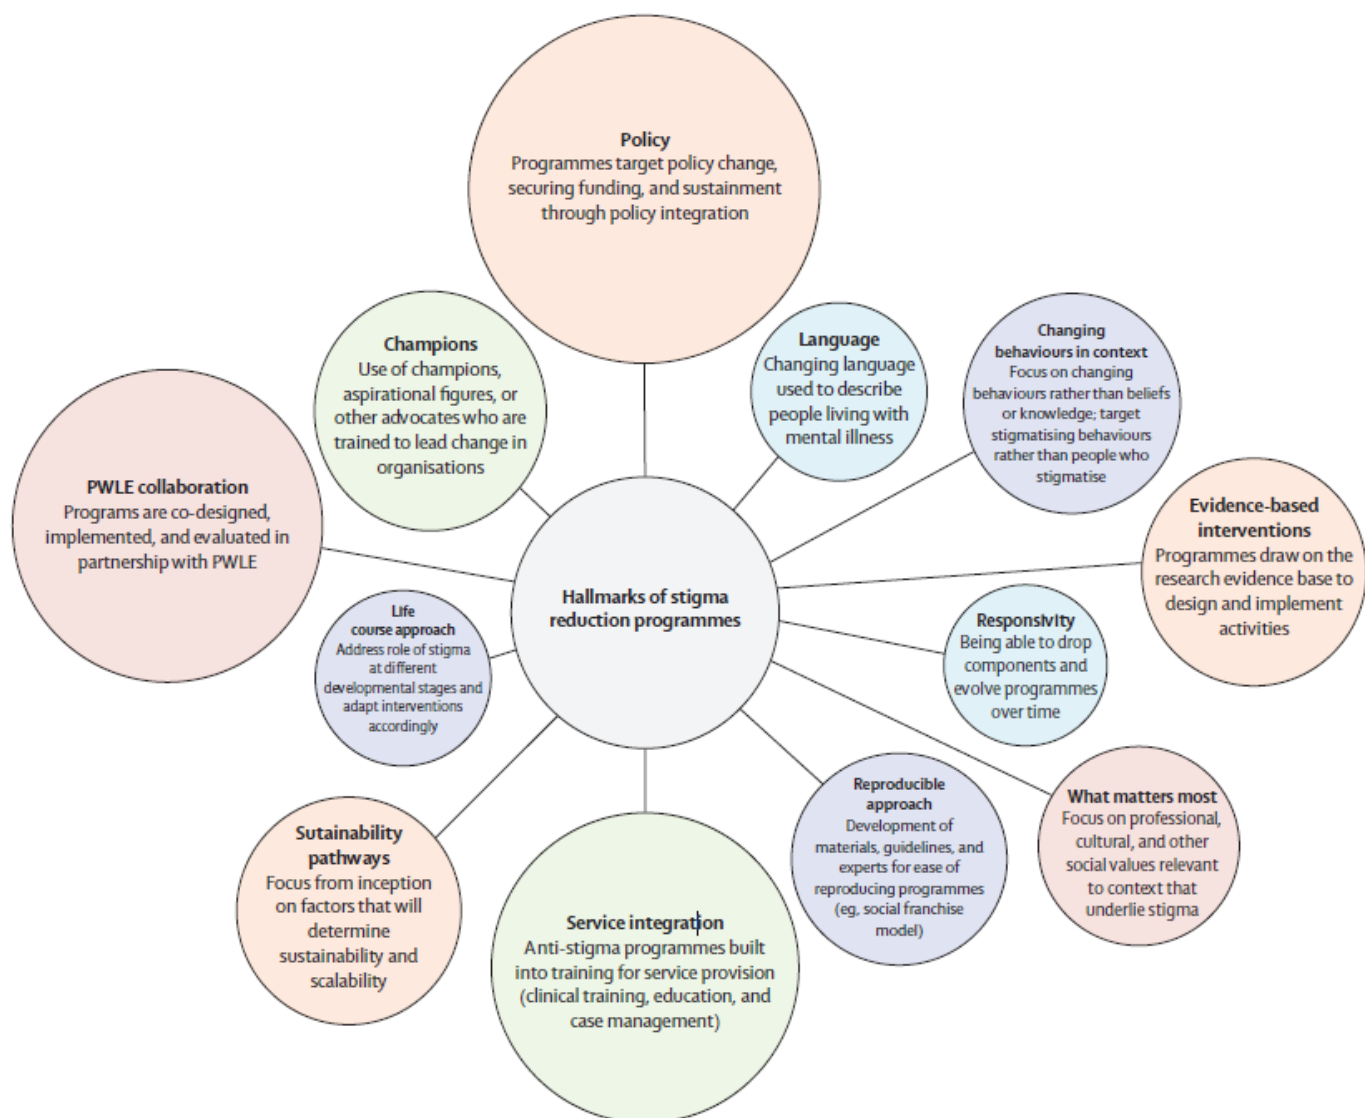 Policy
Programmes target policy change,
securing funding, and sustainment
through policy integration
Champions
Use of champions,
aspirational figures, or
other advocates who are
trained to lead change in
organisations
Language
Changing language
used to describe
people living with
mental illness
Changing
behaviours in context
Focus on changing
behaviours rather than beliefs
or knowledge; target
stigmatising behaviours
rather than people who
stigmatise
PWLE collaboration
Programs are co-designed,
implemented, and evaluated in
partnership with PWLE
Evidence-based
interventions
Programmes draw on the
research evidence base to
design and implement
activities
Hallmarks of stigma
reduction programmes
Life
course approach
Address role of stigma
at different
developmental stages and
adapt interventions
accordingly
Responsivity
Being able to drop
components and
evolve programmes
over time
Sutainability
pathways
Focus from inception
on factors that will
determine
sustainability and
scalability
Service integration
Anti-stigma programmes built
into training for service provision
(clinical training, education, and
case management)
Reproducible
approach
Development of
materials, guidelines, and
experts for ease of
reproducing programmes
(eg, social franchise
model)
What matters most
Focus on professional,
cultural, and other
social values relevant
to context that
underlie stigma